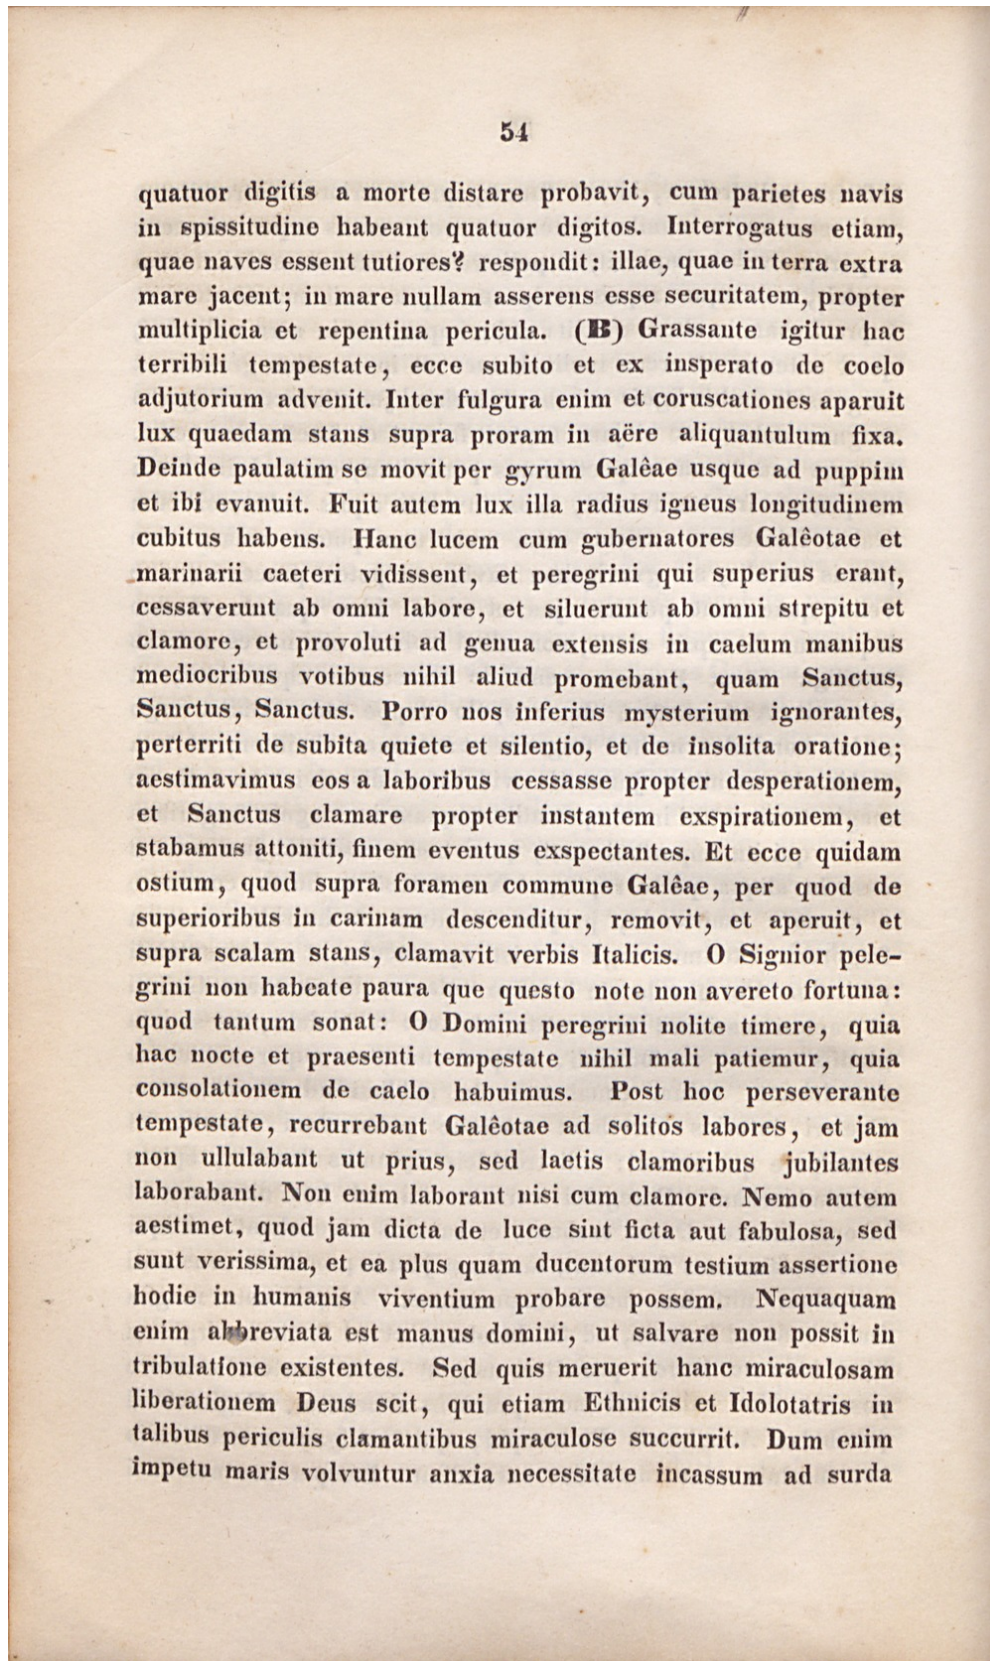 54
quatuor digitis a morte distare probavit, cum parietes navis
in spissitudine habeant quatuor digitos. Interrogatus etiam,
quae naves essent tutiores? respondit: illae, quae in terra extra
mare jacent; in mare nullam asserens esse securitatem, propter
multiplicia et repentina pericula. (B) Grassante igitur hac
terribili tempestate, ecce subito et ex insperato de coelo
adjutorium advenit. Inter fulgura enim et coruscationes aparuit
lux quaedam stans supra proram in aëre aliquantulum fixa.
Deinde paulatim se movit per gyrum Galêae usque ad puppim
et ibi evanuit. Fuit autem lux illa radius igneus longitudinem
cubitus habens. Hanc lucem cum gubernatores Galêotae et
marinarii caeteri vidissent, et peregrini qui superius erant,
cessaverunt ab omni labore, et siluerunt ab omni strepitu et
clamore, et provoluti ad genua extensis in caelum manibus
mediocribus votibus nihil aliud promebant, quam Sanctus,
Sanctus, Sanctus. Porro nos inferius mysterium ignorantes,
perterriti de subita quiete et silentio, et de insolita oratione;
aestimavimus eos a laboribus cessasse propter desperationem,
et Sanctus clamare propter instantem exspirationem, et
stabamus attoniti, finem eventus exspectantes. Et ecce quidam
ostium, quod supra foramen commune Galêae, per quod de
superioribus in carinam descenditur, removit, et aperuit, et
supra scalam stans, clamavit verbis Italicis. O Signior pele-
grini non habeate paura que questo note non avereto fortuna:
quod tantum sonat: O Domini peregrini nolite timere, quia
hac nocte et praesenti tempestate nihil mali patiemur, quia
consolationem de caelo habuimus. Post hoc perseverante
tempestate, recurrebant Galêotae ad solitos labores, et jam
non ullulabant ut prius, sed laetis clamoribus jubilantes
laborabant. Non enim laborant nisi cum clamore. Nemo autem
aestimet, quod jam dicta de luce sint ficta aut fabulosa, sed
sunt verissima, et ea plus quam ducentorum testium assertione
hodie in humanis viventium probare possem. Nequaquam
enim abbreviata est manus domini, ut salvare non possit in
tribulatione existentes. Sed quis meruerit hanc miraculosam
liberationem Deus scit, qui etiam Ethnicis et Idolotatris in
talibus periculis clamantibus miraculose succurrit. Dum enim
impetu maris volvuntur anxia necessitate incassum ad surda